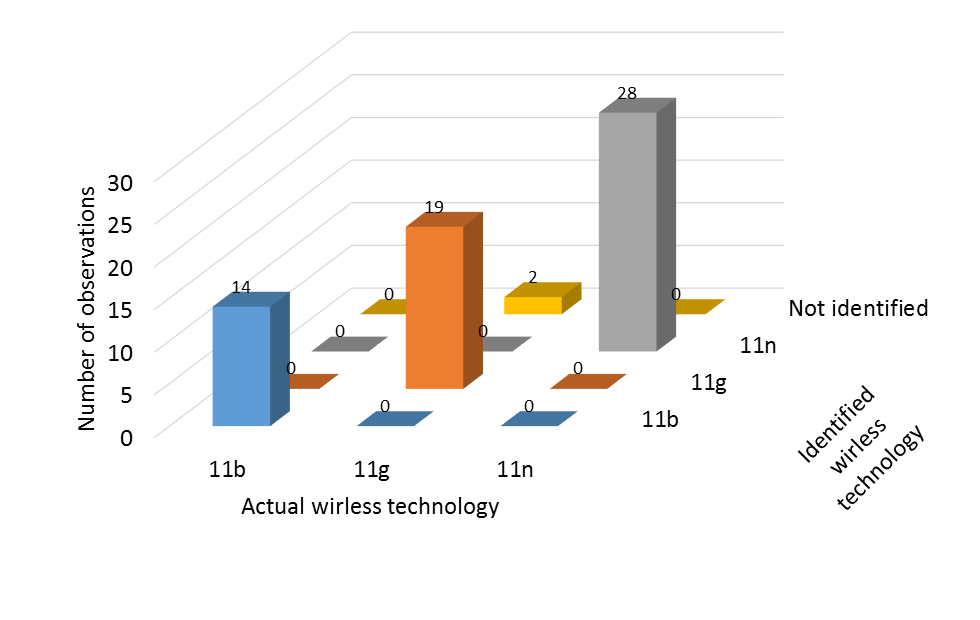 28
30
19
25
20
2
14
0
0
15
Not identified
0
0
11n
10
0
0
11g
5
0
0
11b
0
11b
11g
11n
Actual wirless technology
Number of observations
Identified
wirless
technology